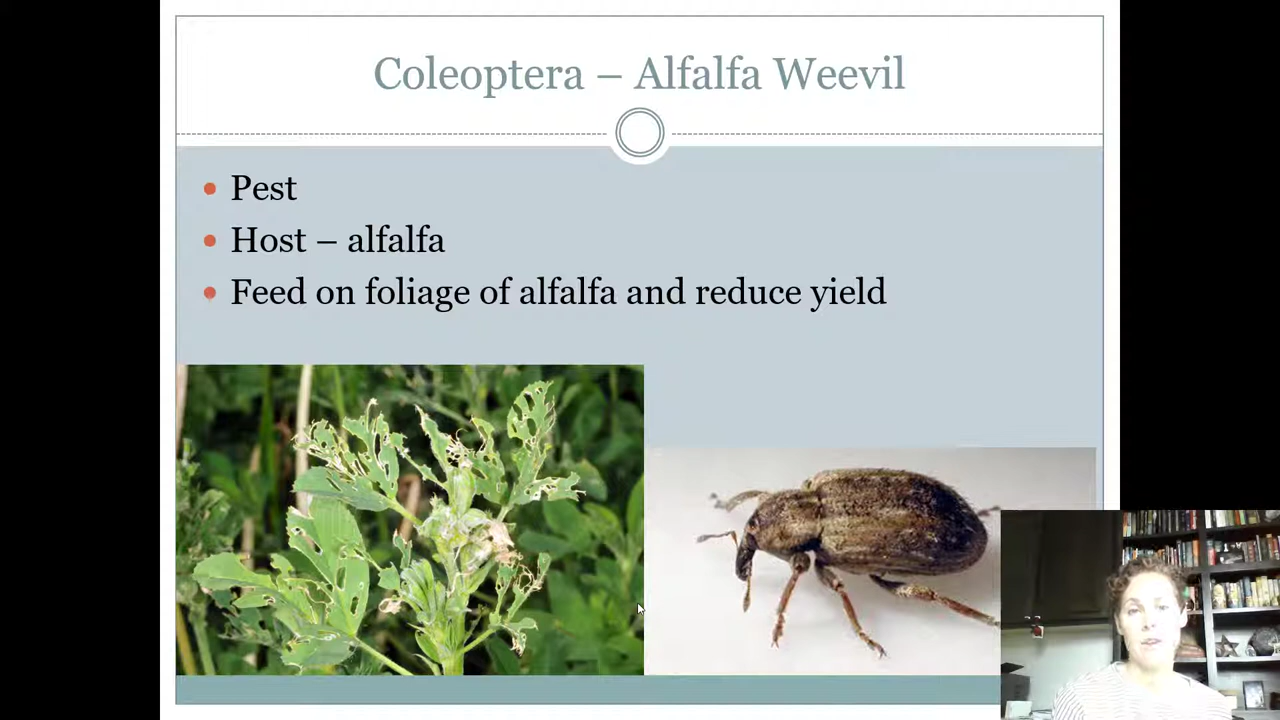 Coleoptera – Alfalfa Weevil
• Pest
• Host – alfalfa
• Feed on foliage of alfalfa and reduce yield